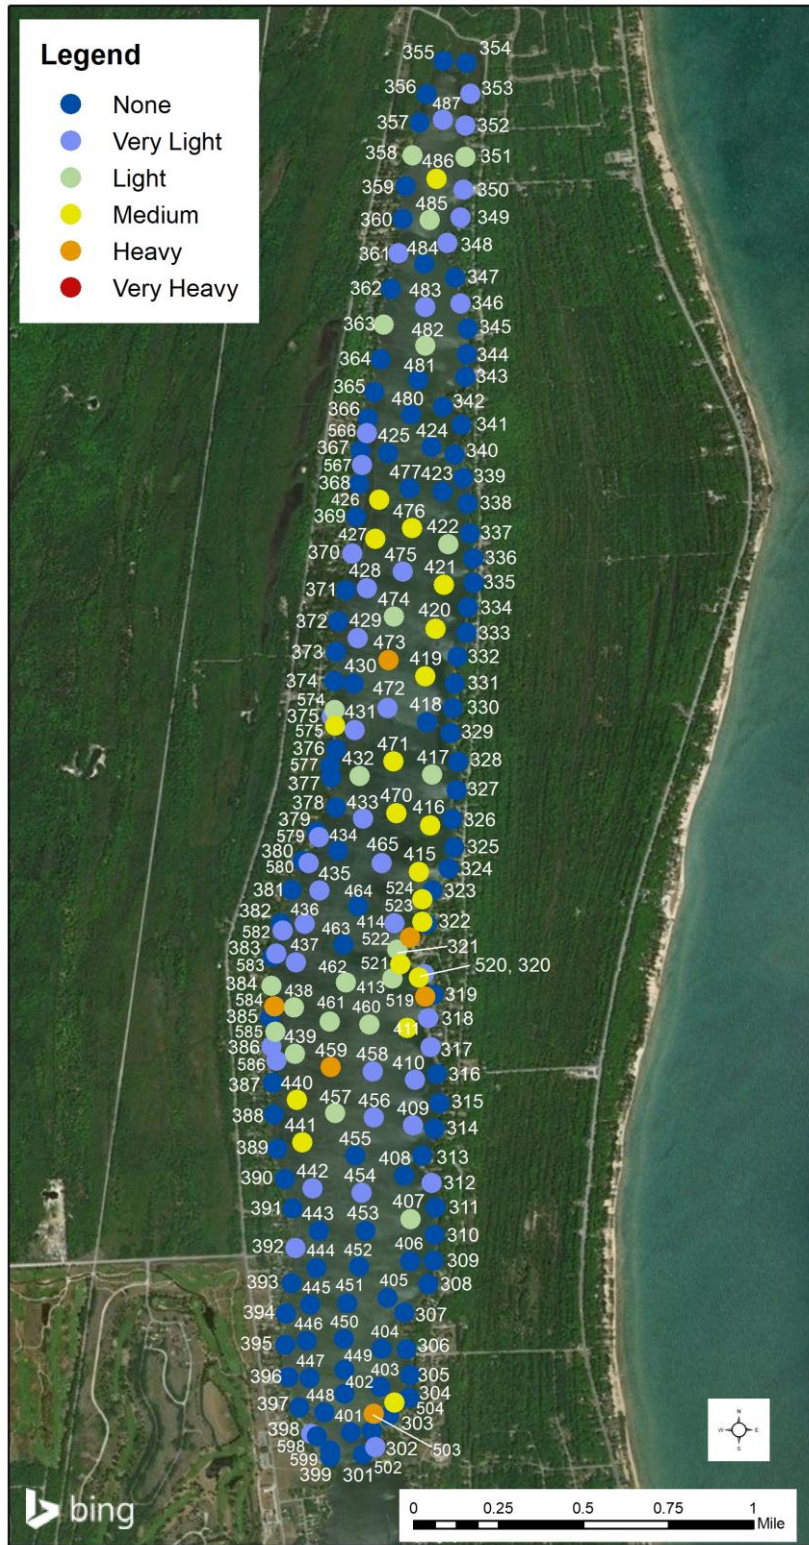 Legend
None
Very Light
Light
Medium
Heavy
Very Heavy
355 354
356 353
487
357 352
358 351
486
359 350
485
360 349
348
361 484
347
362 483 346
363 345
482
364 344
481 343
365 342
480
366 341
566 425 424
367 340
567 339
368 477 423
426 338
476
369 427 422 337
370 475 336
428 421
371 335
474 334
372 429 420
473 333
373 332
430 419
374 331
472
574 330
375 431 418
575 329
376 471
577 432 417 328
377 327
470
378 433 416 326
379
579 434 325
380 465 415
580 324
435 524
381 464 323
523
382 436 414 322
582 463 522
383 437 321
583 462 521 520, 320
384 413
438 519 319
584 461 460
385 318
585 411
439 317
386 459 458
586 410 316
387 440
457 456 315
388 409
441 314
389 455 313
408
390 442 454 312
407
391 443 453 311
310
392 406
444 452 309
393 405 308
445 451
394 307
446 450
395 404 306
449
396 447 403 305
402 304
397 448 504
401 303
398
598 302 503
599
399 301 502
N
W E
S
bing
0 0.25 0.5 0.75 1
Mile